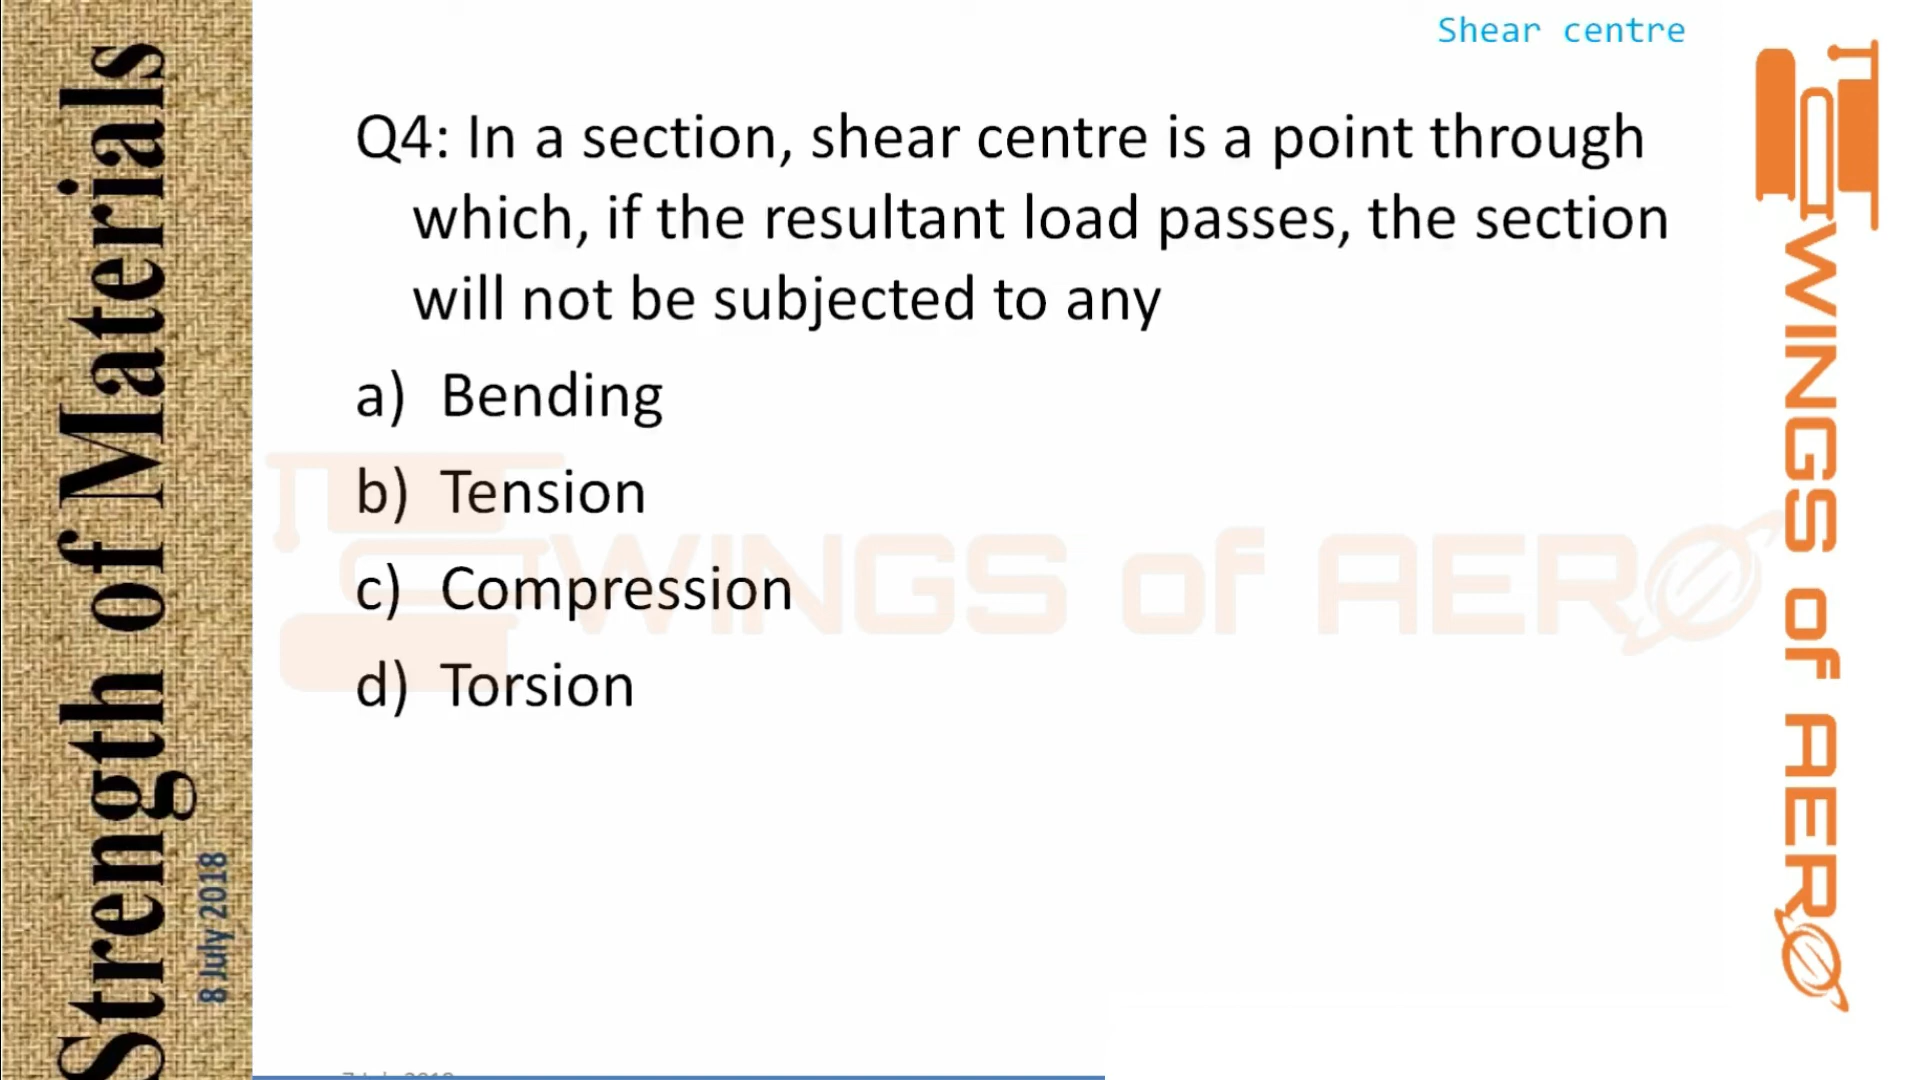 Shear centre
Q4: In a section, shear centre is a point through
which, if the resultant load passes, the section
will not be subjected to any
a) Bending
b) Tension
c) Compression
d) Torsion
Strength of Materials
8 July 2018
WINGS of AERO
WINGS of AERO